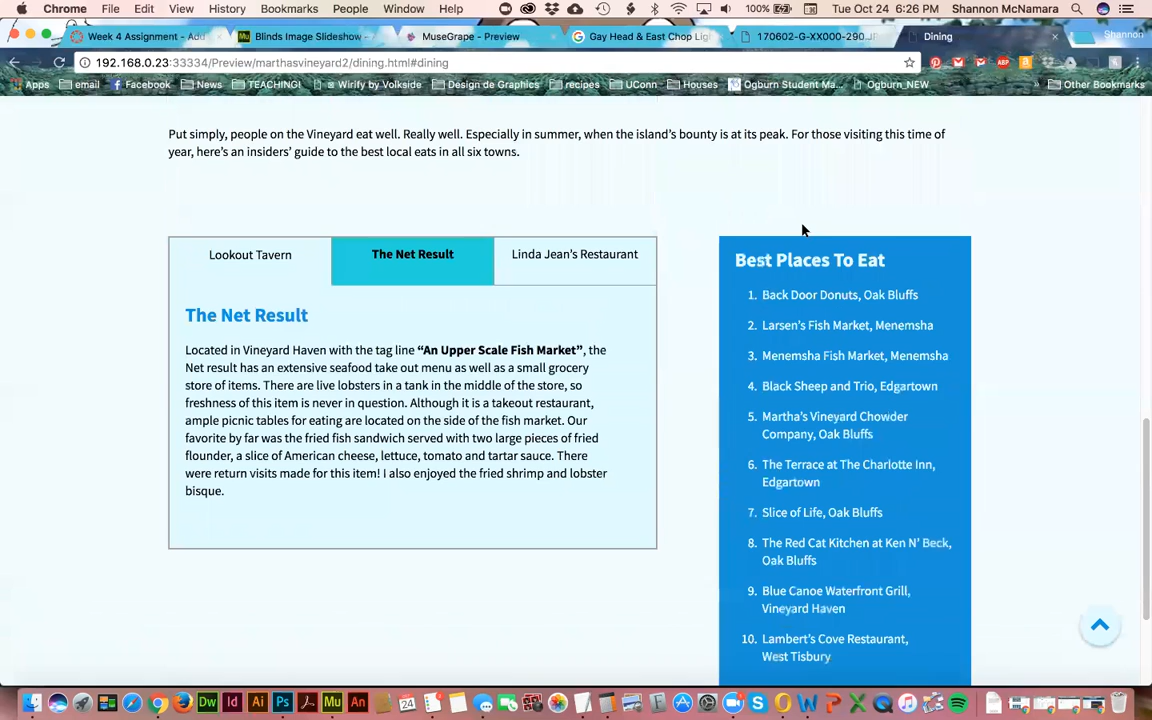 Chrome File Edit View History Bookmarks People Window Help 100% Tue Oct 24 6:26 PM Shannon McNamara
Week 4 Assignment - Add Blinds Image Slideshow - MuseGrape - Preview Gay Head & East Chop Lig 170602-G-XX000-290 Dining Shannon
192.168.0.23:33334/Preview/marthasvineyard2/dining.html#dining
Apps email Facebook News TEACHING! Wirify by Volkside Design de Graphics recipes UConn Houses Ogburn Student Ma... Ogburn_NEW Other Bookmarks
Put simply, people on the Vineyard eat well. Really well. Especially in summer, when the island's bounty is at its peak. For those visiting this time of
year, here's an insiders' guide to the best local eats in all six towns.
Lookout Tavern The Net Result Linda Jean's Restaurant
The Net Result
Located in Vineyard Haven with the tag line “An Upper Scale Fish Market”, the
Net result has an extensive seafood take out menu as well as a small grocery
store of items. There are live lobsters in a tank in the middle of the store, so
freshness of this item is never in question. Although it is a takeout restaurant,
ample picnic tables for eating are located on the side of the fish market. Our
favorite by far was the fried fish sandwich served with two large pieces of fried
flounder, a slice of American cheese, lettuce, tomato and tartar sauce. There
were return visits made for this item! I also enjoyed the fried shrimp and lobster
bisque.
Best Places To Eat
1. Back Door Donuts, Oak Bluffs
2. Larsen's Fish Market, Menemsha
3. Menemsha Fish Market, Menemsha
4. Black Sheep and Trio, Edgartown
5. Martha's Vineyard Chowder
Company, Oak Bluffs
6. The Terrace at The Charlotte Inn,
Edgartown
7. Slice of Life, Oak Bluffs
8. The Red Cat Kitchen at Ken N' Beck,
Oak Bluffs
9. Blue Canoe Waterfront Grill,
Vineyard Haven
10. Lambert's Cove Restaurant,
West Tisbury
Dw Id Ai Ps Mu An 24